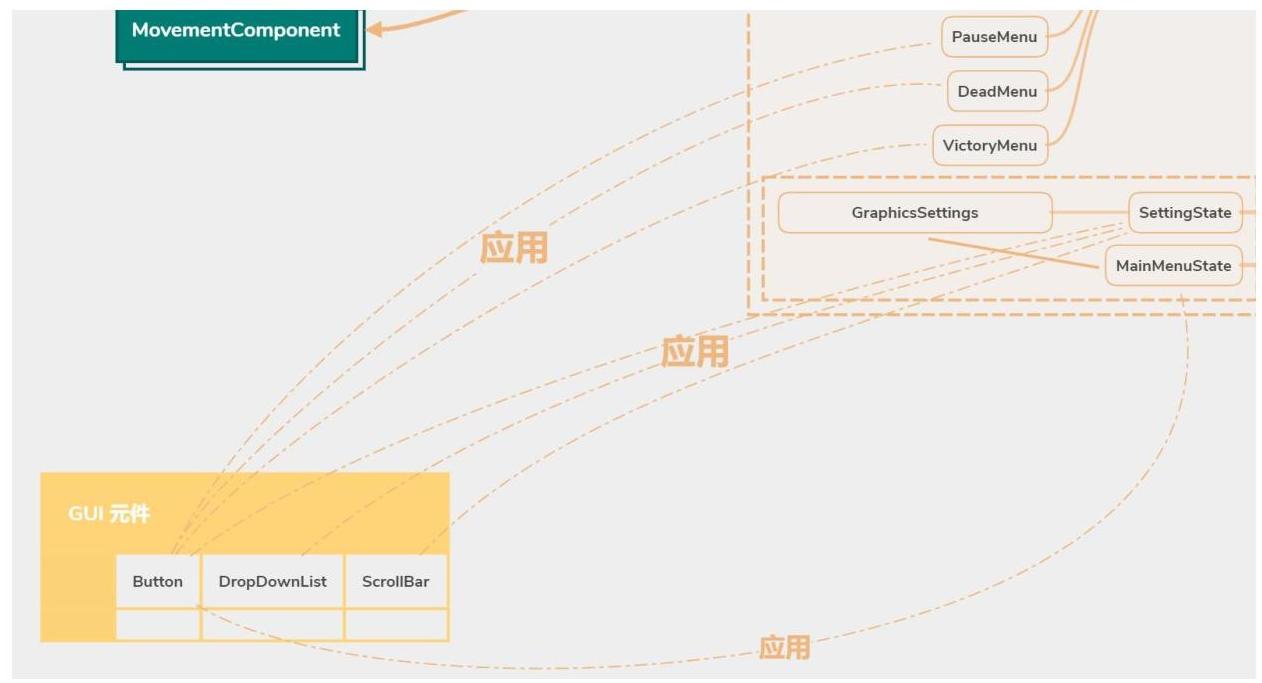 MovementComponent
PauseMenu
DeadMenu
VictoryMenu
GraphicsSettings
SettingState
MainMenuState
应用
应用
GUI 元件
Button
DropDownList
ScrollBar
应用